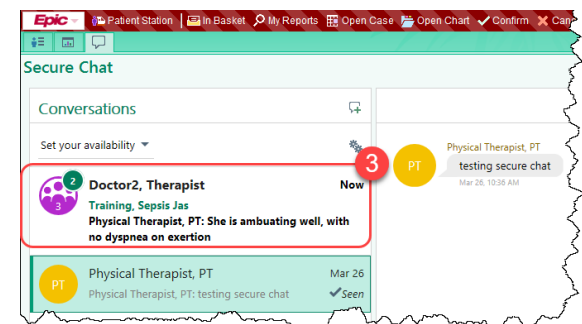 Epic Patient Station In Basket My Reports Open Case Open Chart Confirm
Secure Chat
Conversations
Set your availability
3
2
3
Doctor2, Therapist Now
Training, Sepsis Jas
Physical Therapist, PT: She is ambuating well, with
no dyspnea on exertion
PT
Physical Therapist, PT Mar 26
Physical Therapist, PT: testing secure chat Seen
Physical Therapist, PT
PT
testing secure chat
Mar 26, 10:36 AM